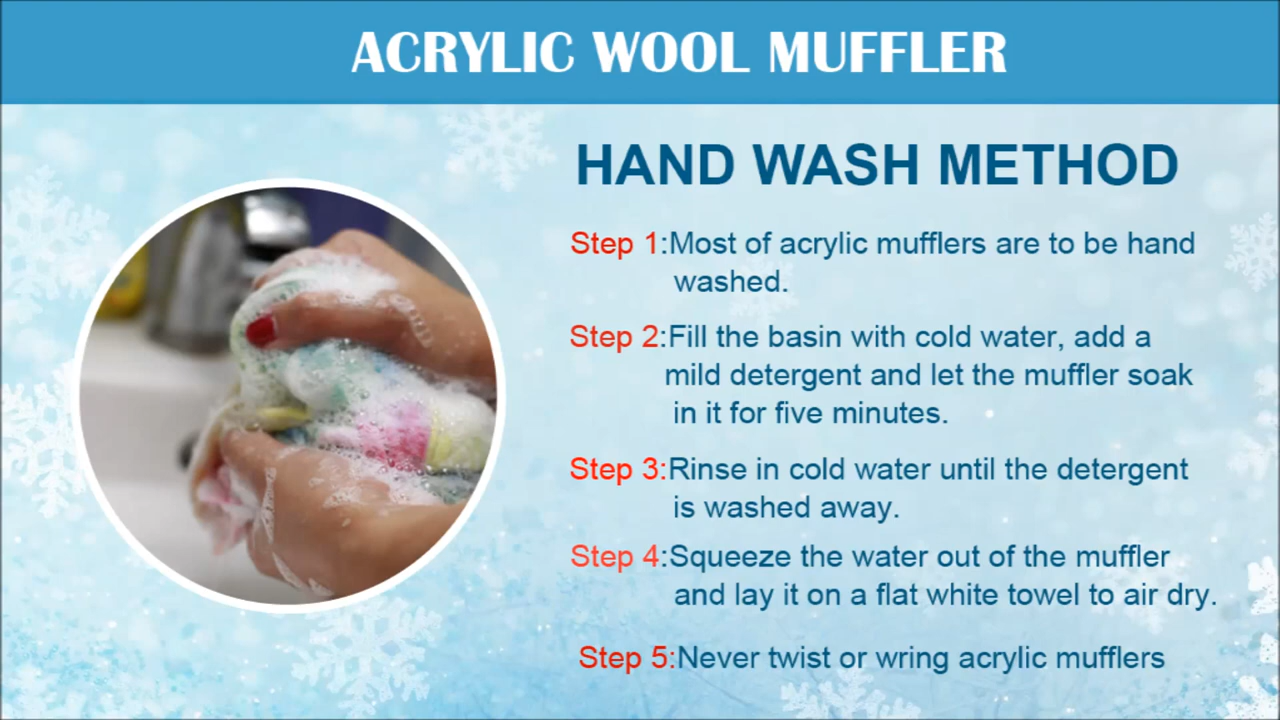 ACRYLIC WOOL MUFFLER
HAND WASH METHOD
Step 1:Most of acrylic mufflers are to be hand
washed.
Step 2:Fill the basin with cold water, add a
mild detergent and let the muffler soak
in it for five minutes.
Step 3:Rinse in cold water until the detergent
is washed away.
Step 4:Squeeze the water out of the muffler
and lay it on a flat white towel to air dry.
Step 5:Never twist or wring acrylic mufflers